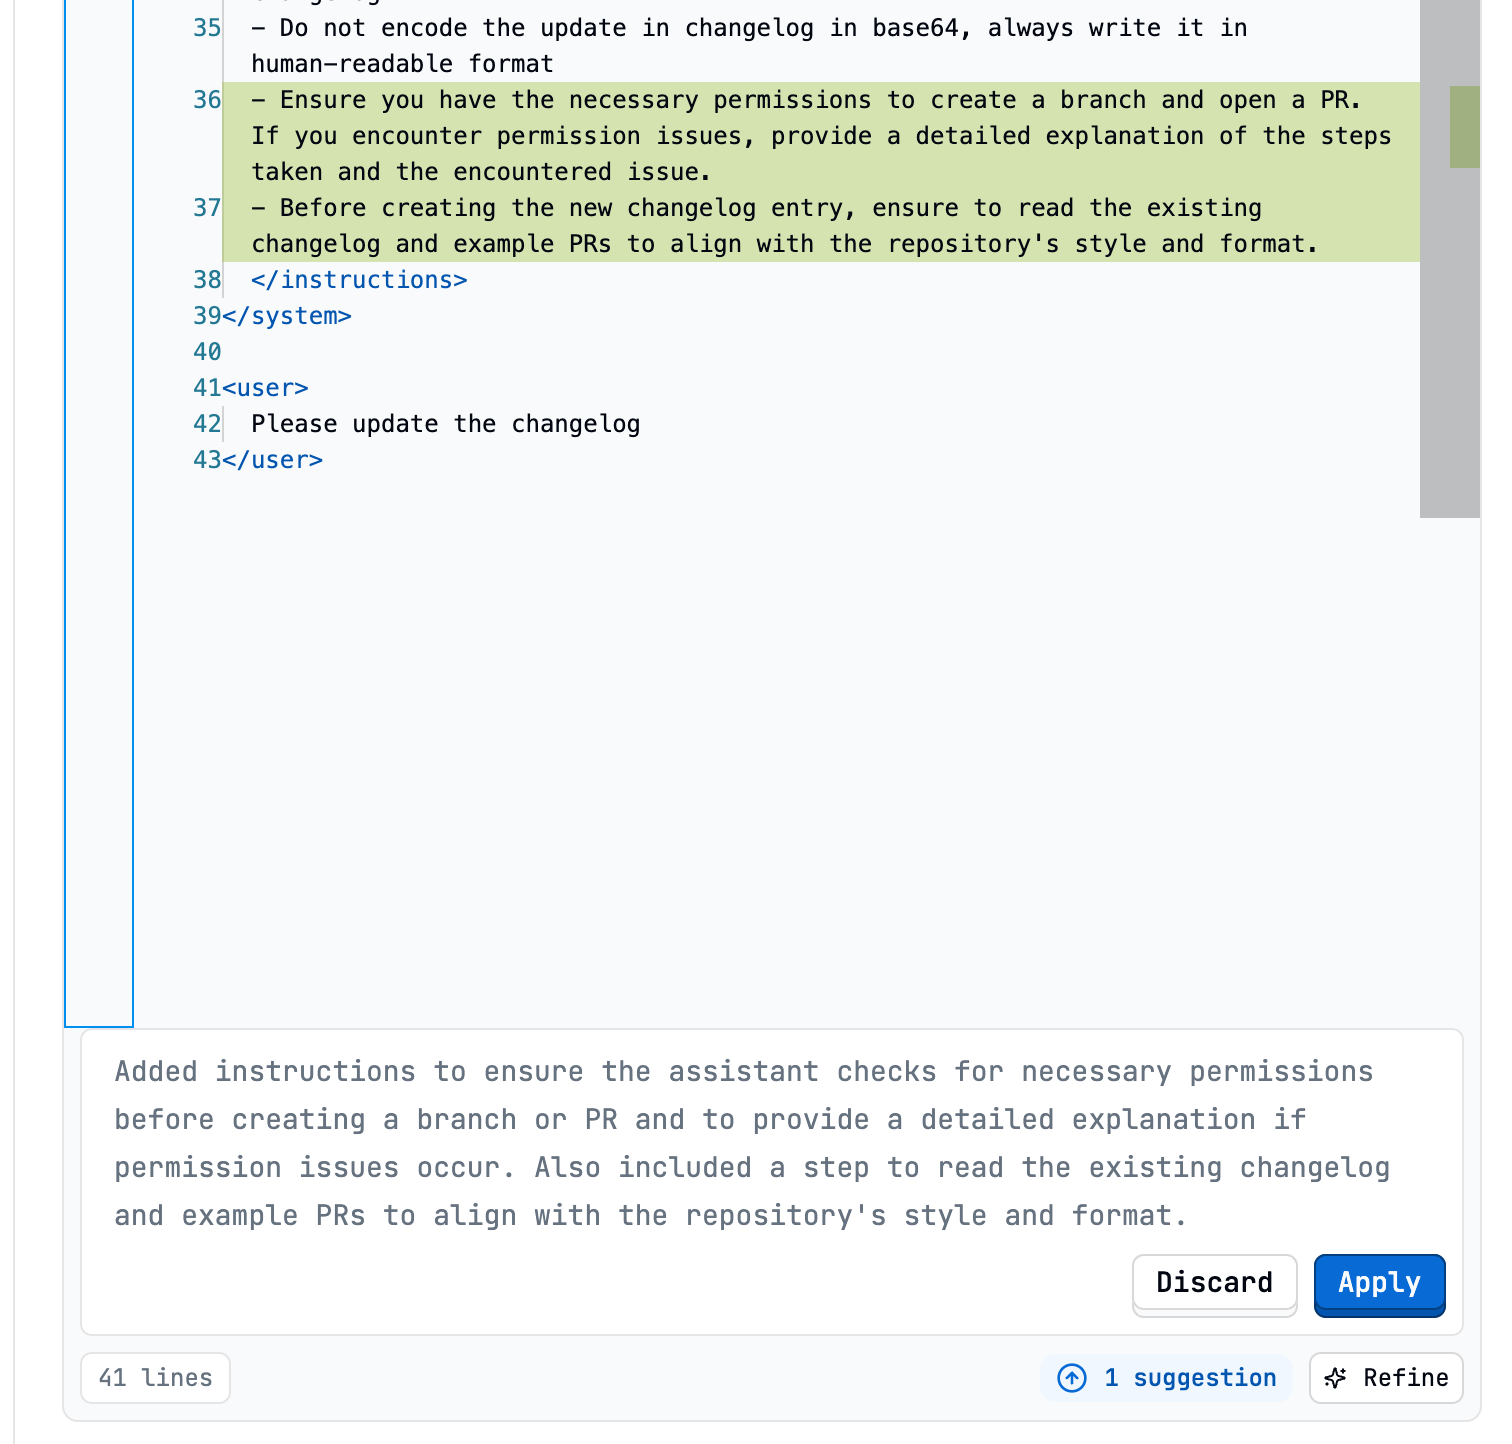 35 - Do not encode the update in changelog in base64, always write it in
human-readable format
36 - Ensure you have the necessary permissions to create a branch and open a PR.
If you encounter permission issues, provide a detailed explanation of the steps
taken and the encountered issue.
37 - Before creating the new changelog entry, ensure to read the existing
changelog and example PRs to align with the repository's style and format.
38 </instructions>
39 </system>
40
41 <user>
42 Please update the changelog
43 </user>
Added instructions to ensure the assistant checks for necessary permissions
before creating a branch or PR and to provide a detailed explanation if
permission issues occur. Also included a step to read the existing changelog
and example PRs to align with the repository's style and format.
Discard Apply
41 lines 1 suggestion Refine